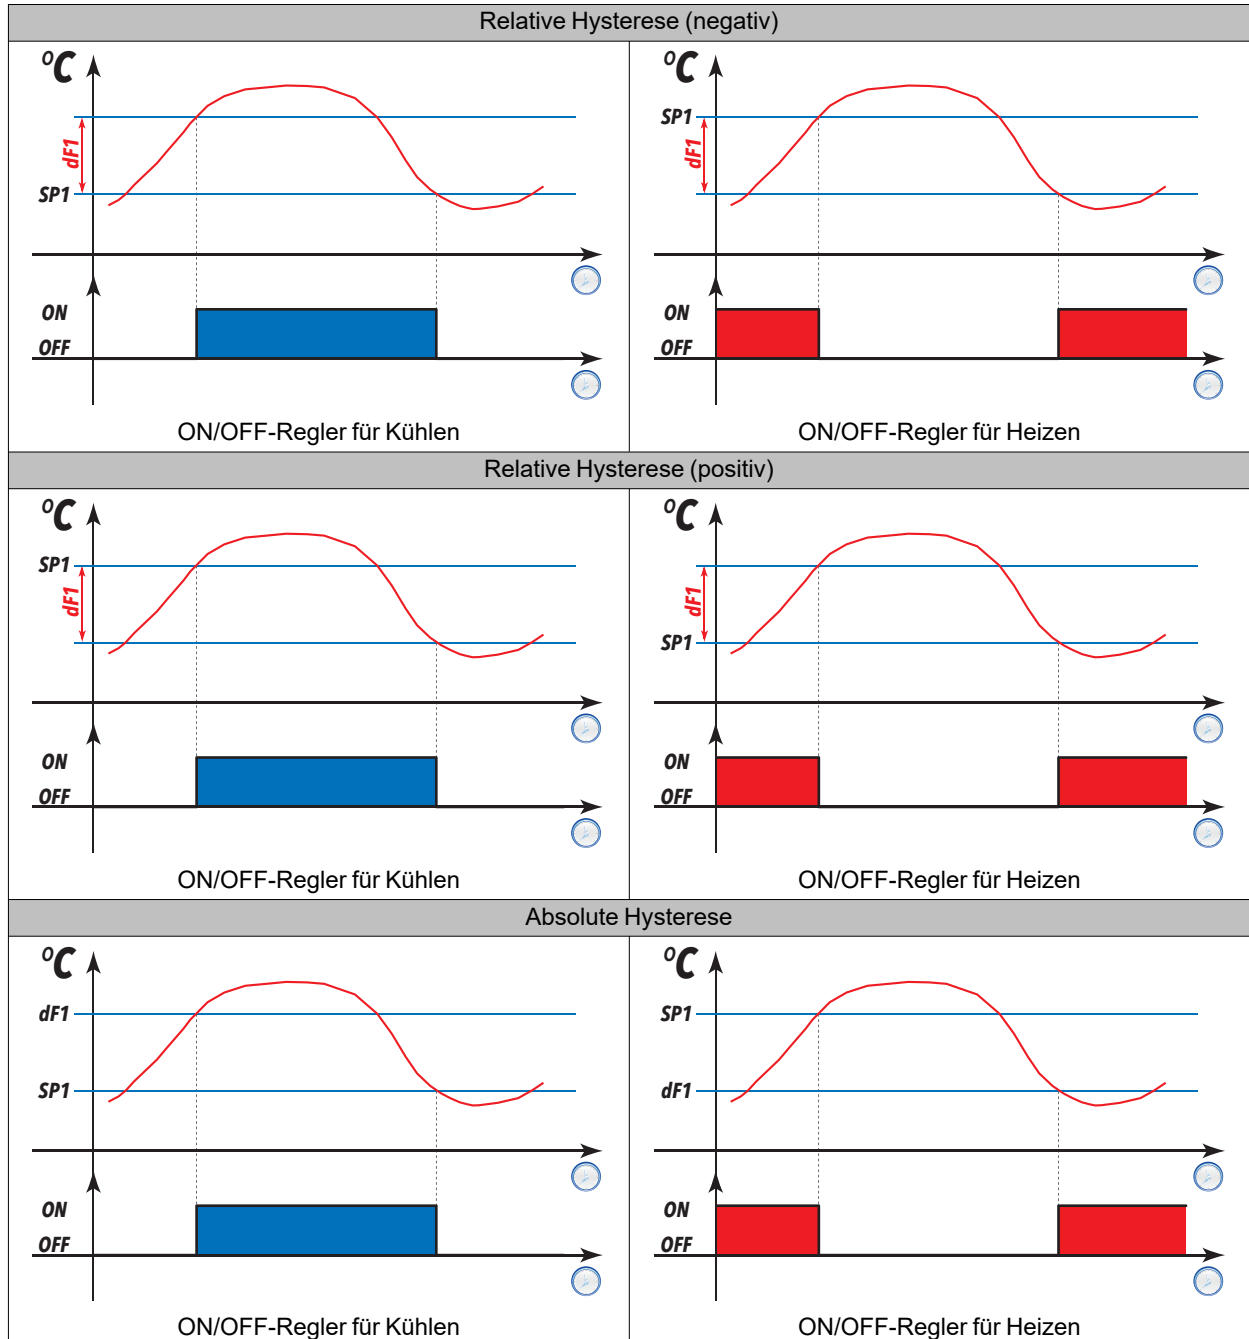 Relative Hysterese (negativ)
°C
dF1
SP1
ON
OFF
ON/OFF-Regler für Kühlen
°C
SP1
dF1
ON
OFF
ON/OFF-Regler für Heizen
Relative Hysterese (positiv)
°C
SP1
dF1
ON
OFF
ON/OFF-Regler für Kühlen
°C
dF1
SP1
ON
OFF
ON/OFF-Regler für Heizen
Absolute Hysterese
°C
dF1
SP1
ON
OFF
ON/OFF-Regler für Kühlen
°C
SP1
dF1
ON
OFF
ON/OFF-Regler für Heizen